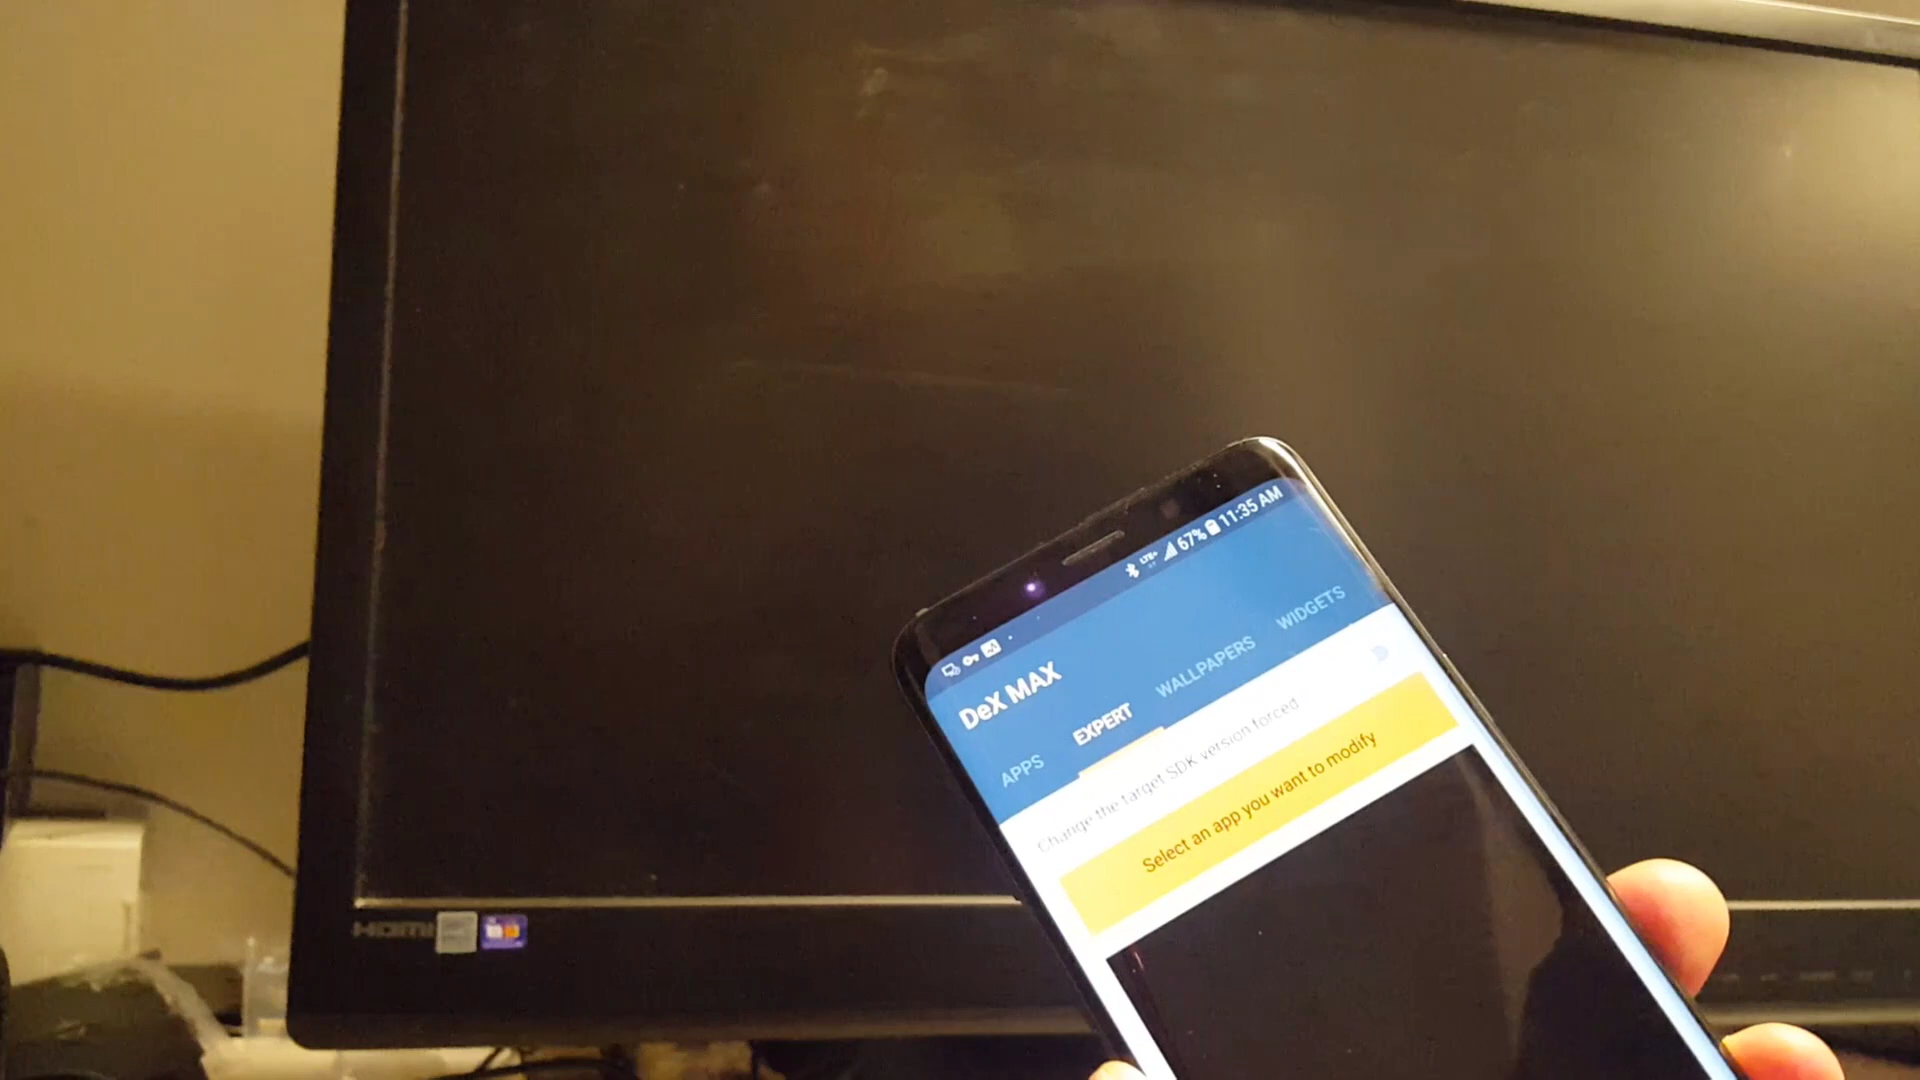 LTE+ 67% 11:35 AM
DeX MAX
APPS EXPERT WALLPAPERS WIDGETS
Change the target SDK version forced
Select an app you want to modify
HDMI